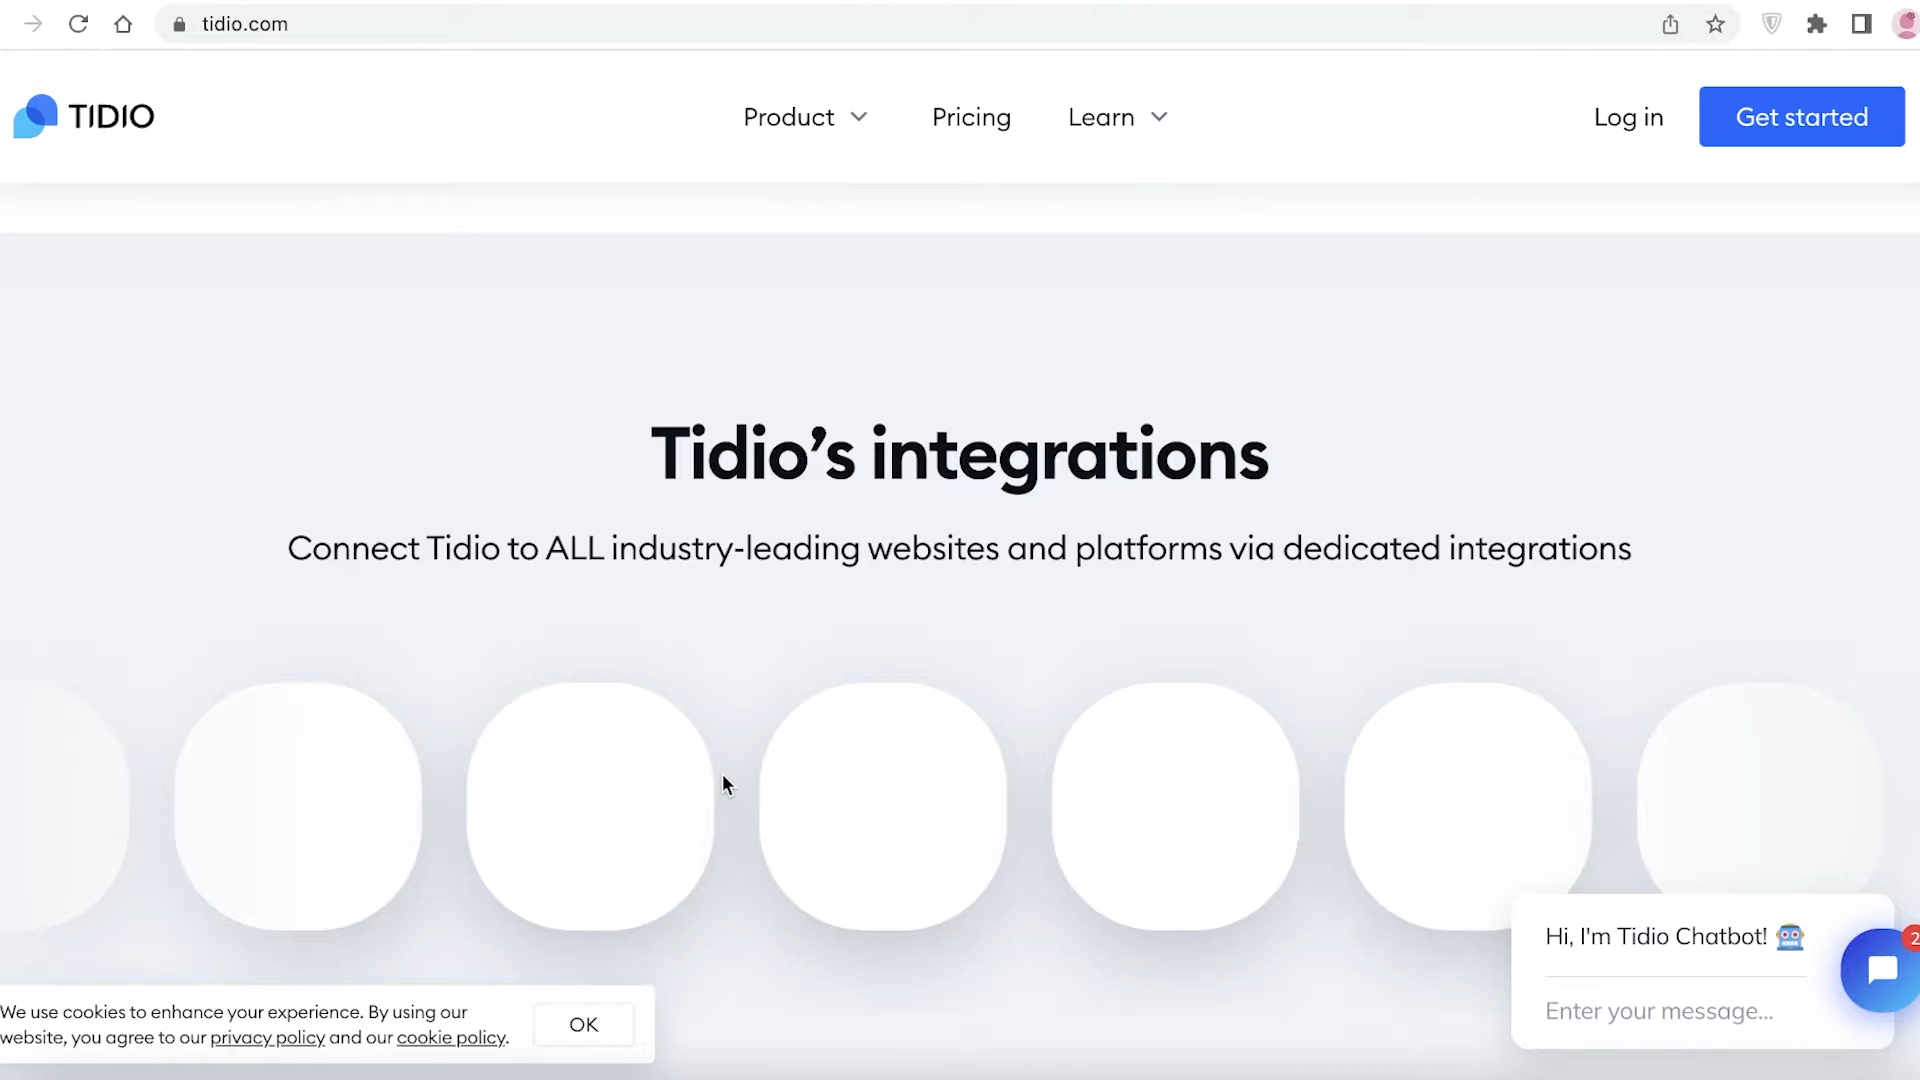 tidio.com
TIDIO
Product
Pricing
Learn
Log in
Get started
Tidio’s integrations
Connect Tidio to ALL industry-leading websites and platforms via dedicated integrations
Hi, I'm Tidio Chatbot!
2
Enter your message...
We use cookies to enhance your experience. By using our
website, you agree to our privacy policy and our cookie policy.
OK